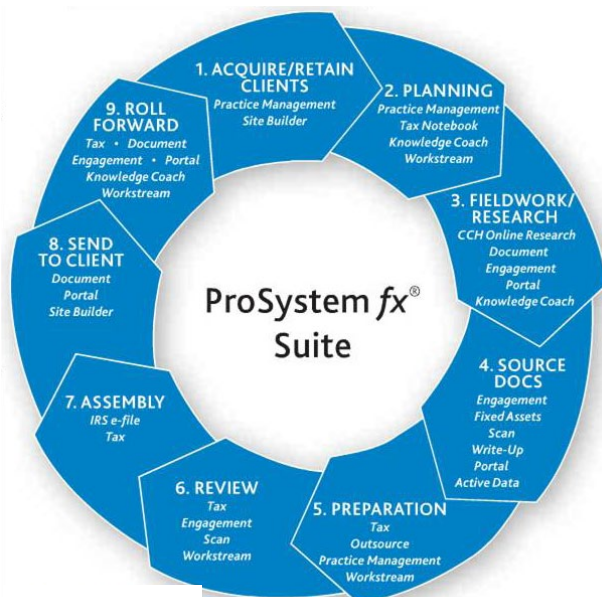 1. ACQUIRE/RETAIN
CLIENTS
Practice Management
Site Builder
2. PLANNING
Practice Management
Tax Notebook
Knowledge Coach
Workstream
3. FIELDWORK/
RESEARCH
CCH Online Research
Document
Engagement
Portal
Knowledge Coach
4. SOURCE
DOCS
Engagement
Fixed Assets
Scan
Write-Up
Portal
Active Data
5. PREPARATION
Tax
Outsource
Practice Management
Workstream
6. REVIEW
Tax
Engagement
Scan
Workstream
7. ASSEMBLY
IRS e-file
Tax
8. SEND
TO CLIENT
Document
Portal
Site Builder
9. ROLL
FORWARD
Tax • Document
Engagement • Portal
Knowledge Coach
Workstream
ProSystem fx®
Suite